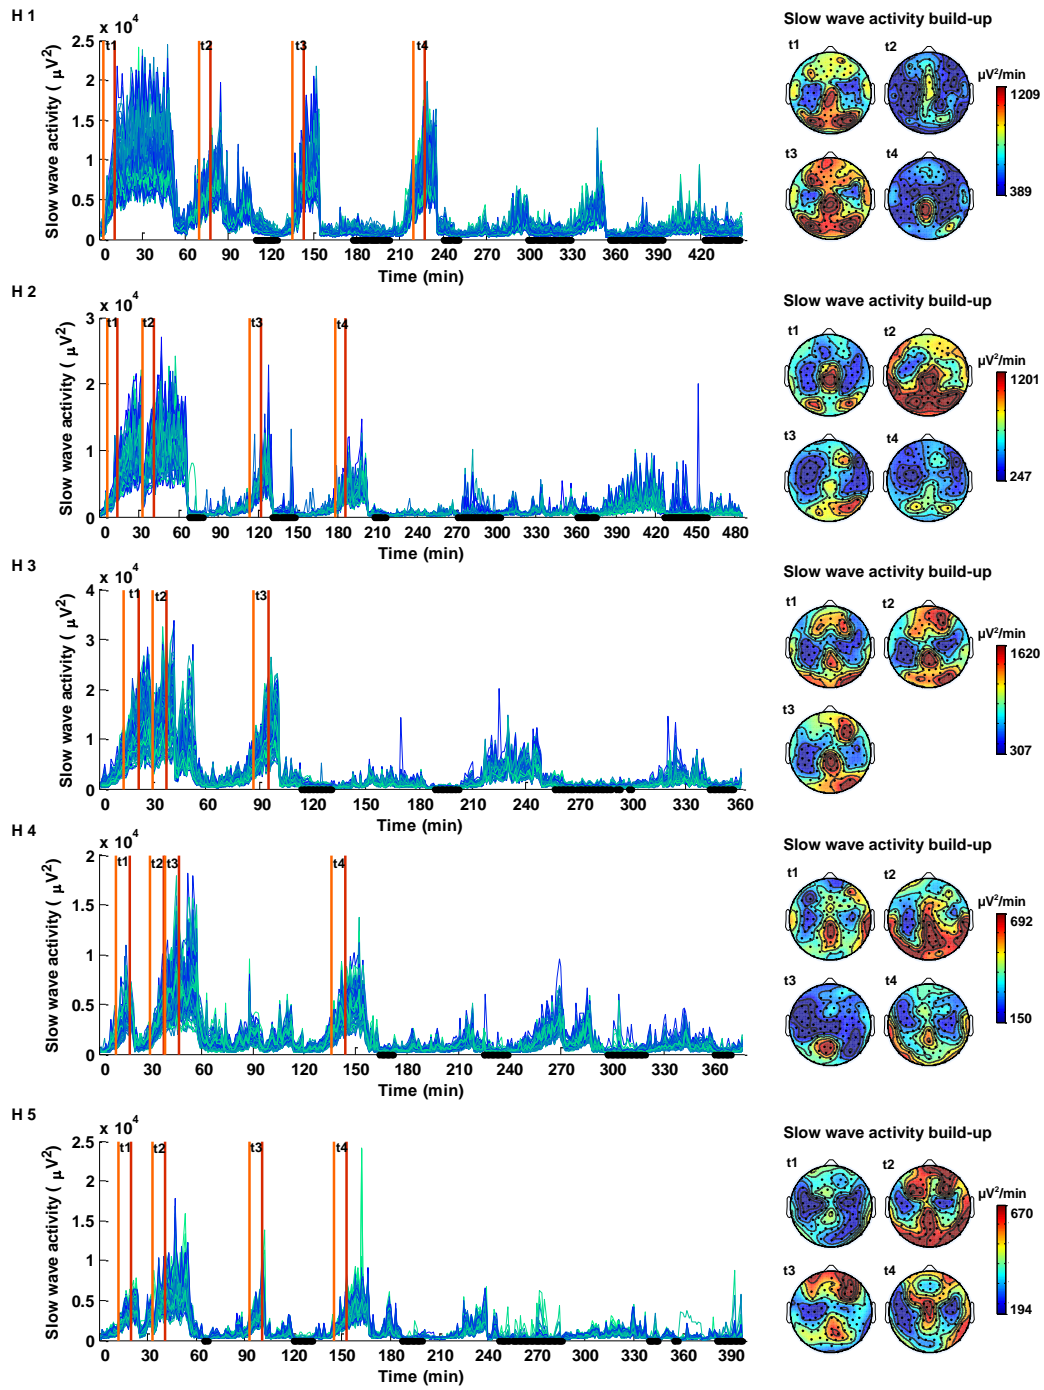 H 1
x 10^4
Slow wave activity ( μV²)
2.5
2
1.5
1
0.5
0
t1 t2 t3 t4
0 30 60 90 120 150 180 210 240 270 300 330 360 390 420
Time (min)
Slow wave activity build-up
t1 t2
t3 t4
μV²/min
1209
389
H 2
x 10^4
Slow wave activity ( μV²)
3
2
1
0
t1 t2 t3 t4
0 30 60 90 120 150 180 210 240 270 300 330 360 390 420 450 480
Time (min)
Slow wave activity build-up
t1 t2
t3 t4
μV²/min
1201
247
H 3
x 10^4
Slow wave activity ( μV²)
4
3
2
1
0
t1 t2 t3
0 30 60 90 120 150 180 210 240 270 300 330 360
Time (min)
Slow wave activity build-up
t1 t2
t3
μV²/min
1620
307
H 4
x 10^4
Slow wave activity ( μV²)
2
1.5
1
0.5
0
t1 t2 t3 t4
0 30 60 90 120 150 180 210 240 270 300 330 360
Time (min)
Slow wave activity build-up
t1 t2
t3 t4
μV²/min
692
150
H 5
x 10^4
Slow wave activity ( μV²)
2.5
2
1.5
1
0.5
0
t1 t2 t3 t4
0 30 60 90 120 150 180 210 240 270 300 330 360 390
Time (min)
Slow wave activity build-up
t1 t2
t3 t4
μV²/min
670
194